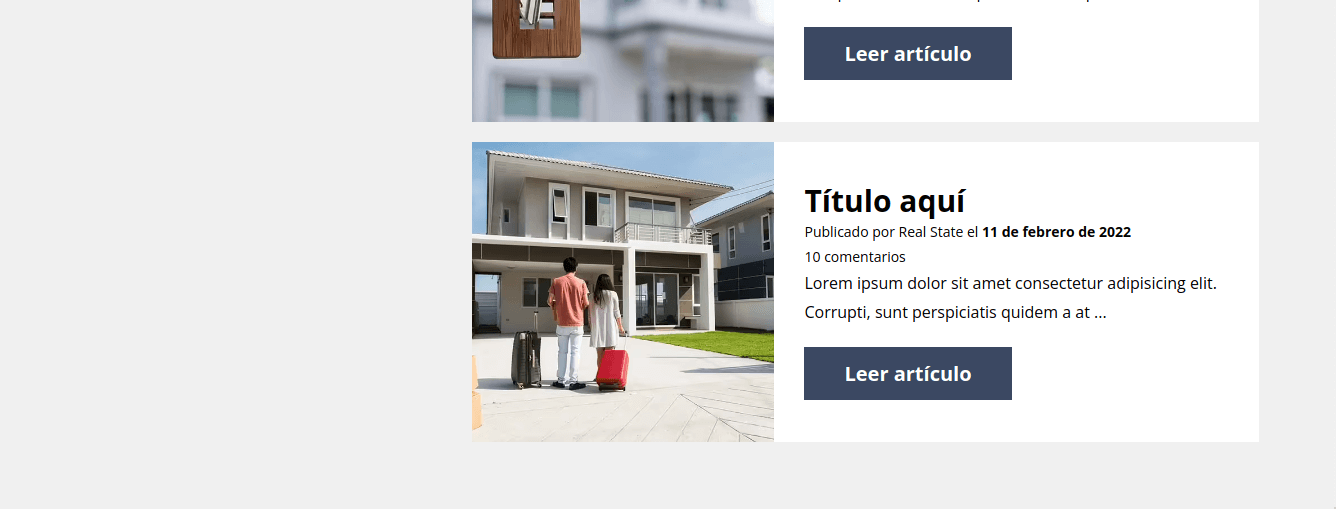 Leer artículo
Título aquí
Publicado por Real State el 11 de febrero de 2022
10 comentarios
Lorem ipsum dolor sit amet consectetur adipisicing elit.
Corrupti, sunt perspiciatis quidem a at ...
Leer artículo